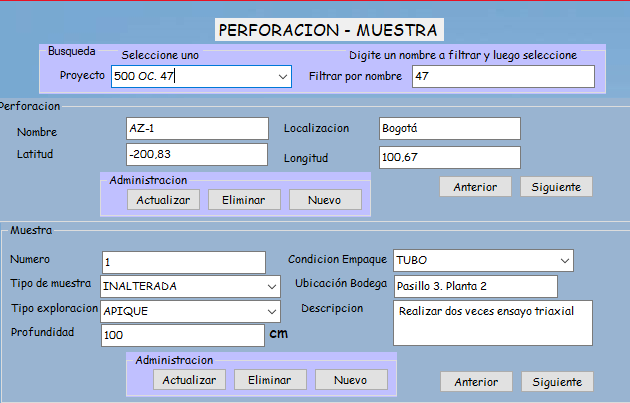 PERFORACION - MUESTRA
Busqueda
Seleccione uno Digite un nombre a filtrar y luego seleccione
Proyecto 500 OC. 47 Filtrar por nombre 47
Perforacion
Nombre AZ-1 Localizacion Bogotá
Latitud -200,83 Longitud 100,67
Administracion
Actualizar Eliminar Nuevo Anterior Siguiente
Muestra
Numero 1 Condicion Empaque TUBO
Tipo de muestra INALTERADA Ubicación Bodega Pasillo 3. Planta 2
Tipo exploracion APIQUE Descripcion Realizar dos veces ensayo triaxial
Profundidad 100 cm
Administracion
Actualizar Eliminar Nuevo Anterior Siguiente